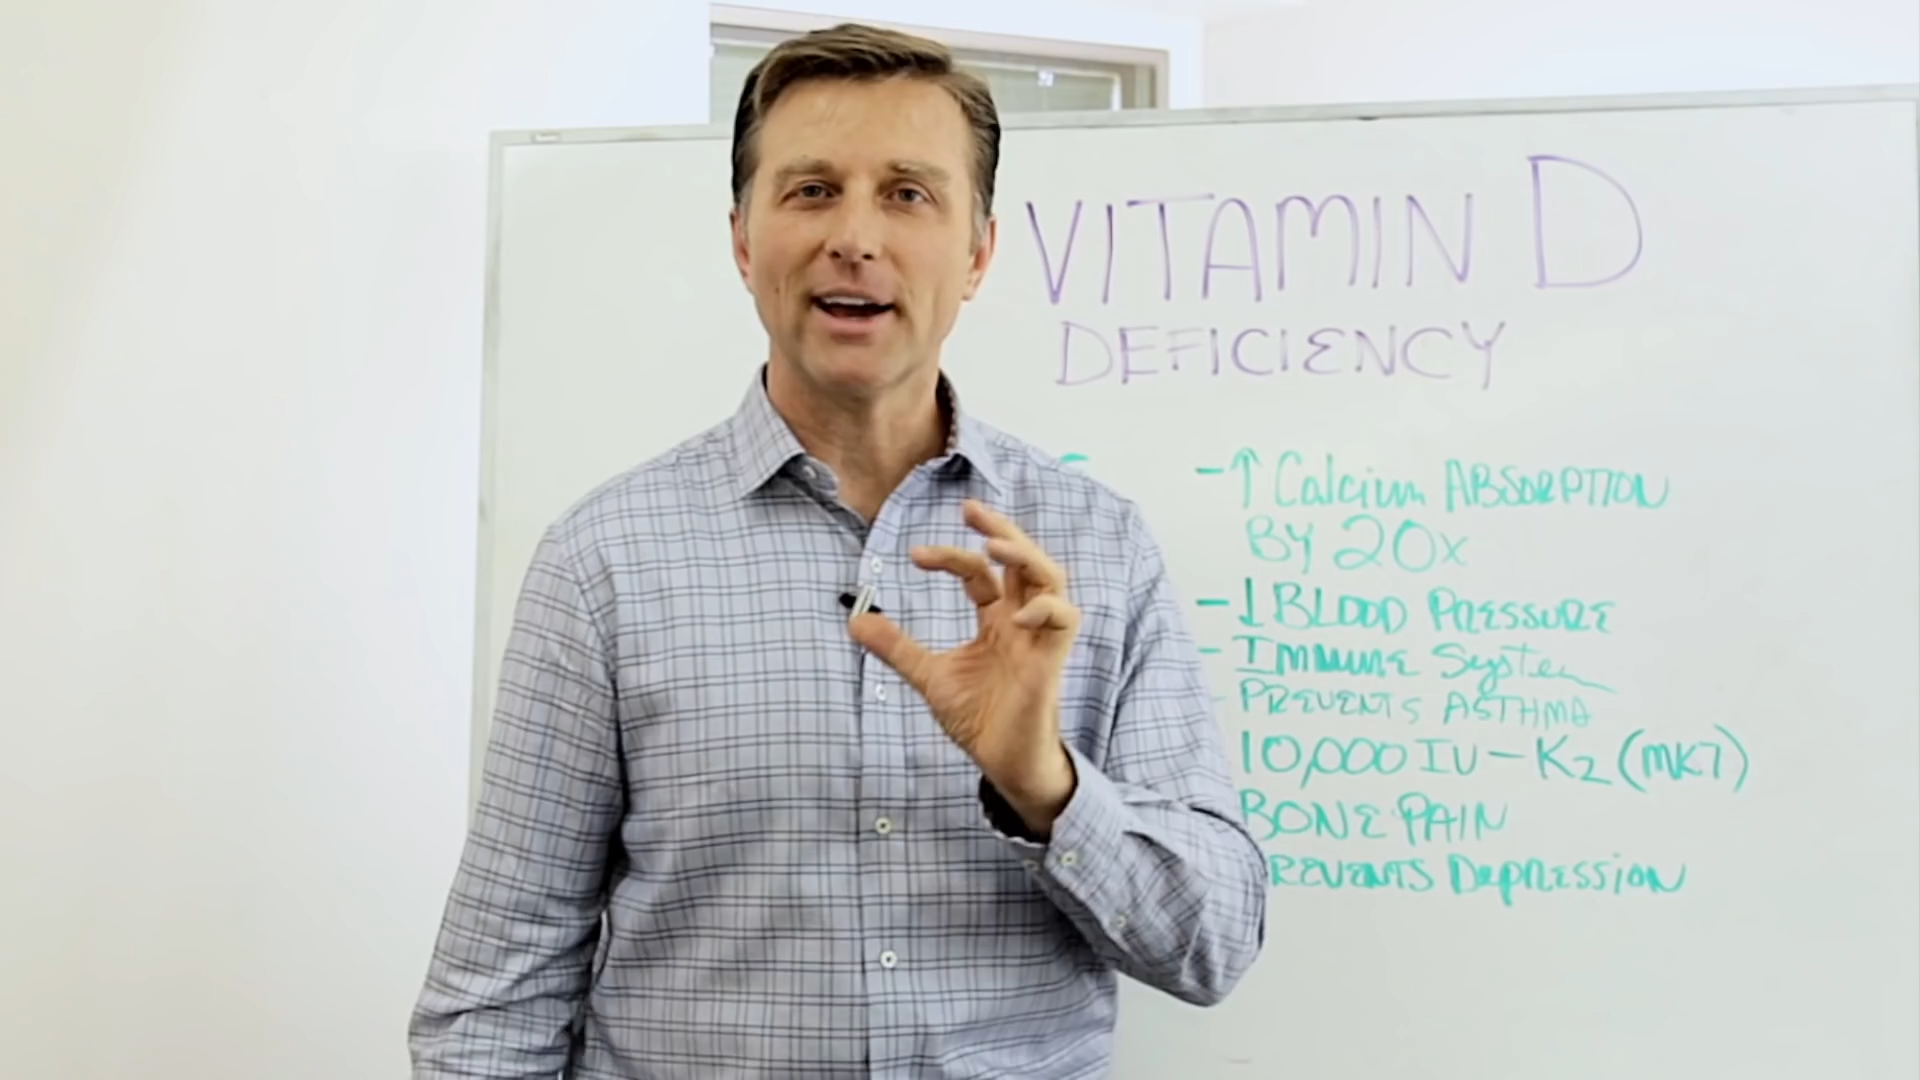 VITAMIN D
DEFICIENCY
-↑ Calcium ABSORPTION
BY 20x
-↓ BLOOD PRESSURE
- IMMUNE System
- PREVENTS ASTHMA
10,000 IU - K2 (MK7)
BONE PAIN
REVENTS DEPRESSION